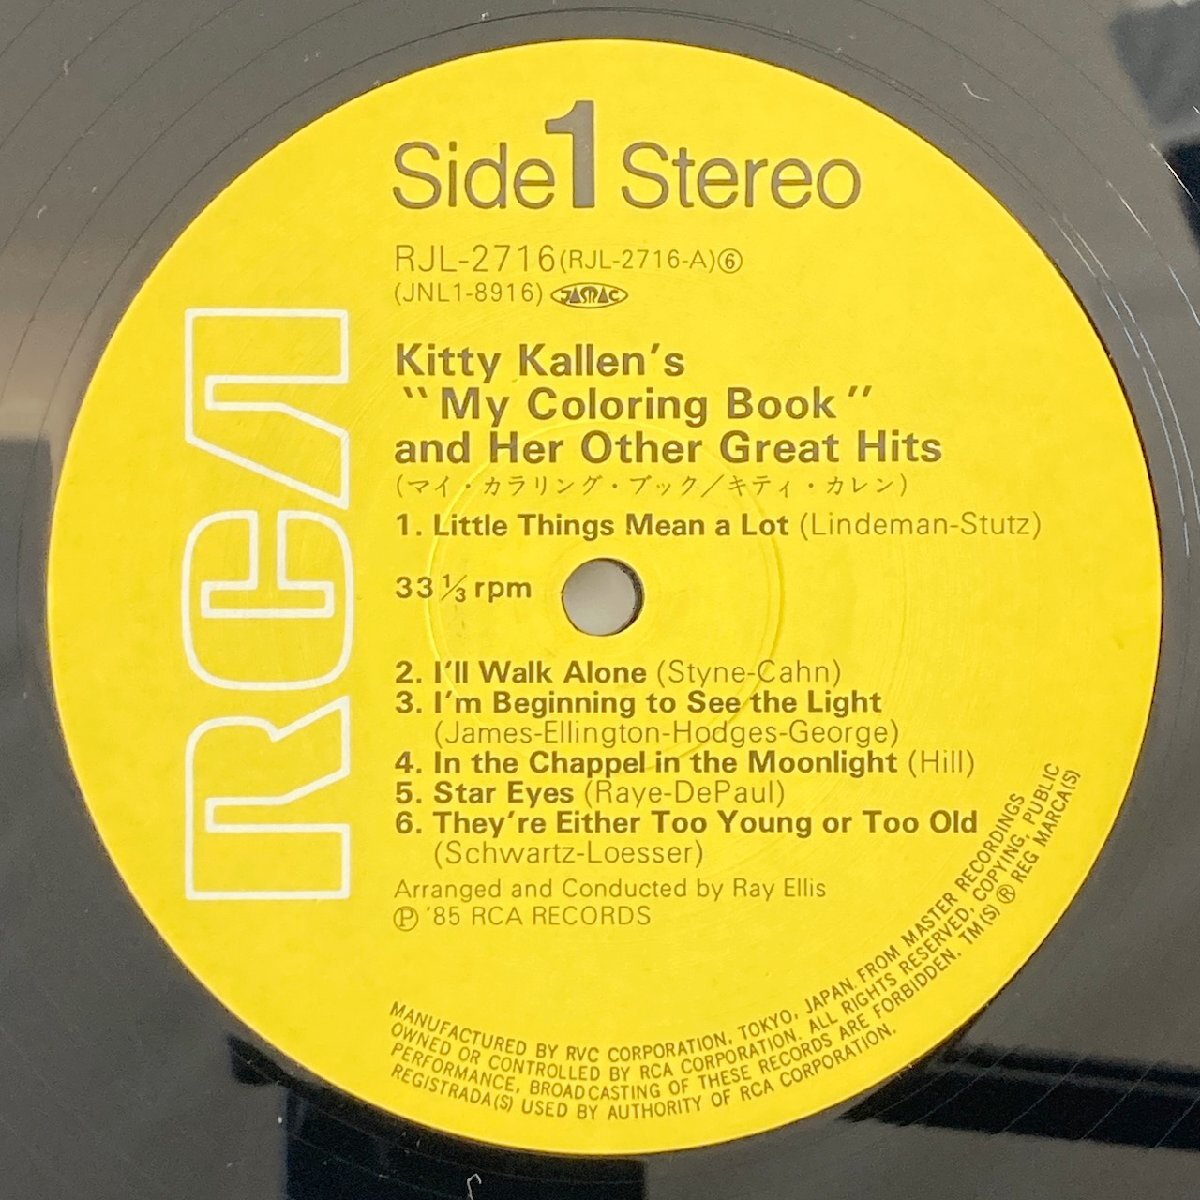 Side 1 Stereo
RJL-2716(RJL-2716-A)⑥
(JNL1-8916) JASRAC
RCA
Kitty Kallen's
"My Coloring Book"
and Her Other Great Hits
(マイ・カラリング・ブック／キティ・カレン)
1. Little Things Mean a Lot (Lindeman-Stutz)
33 1/3 rpm
2. I'll Walk Alone (Styne-Cahn)
3. I'm Beginning to See the Light
(James-Ellington-Hodges-George)
4. In the Chappel in the Moonlight (Hill)
5. Star Eyes (Raye-DePaul)
6. They're Either Too Young or Too Old
(Schwartz-Loesser)
Arranged and Conducted by Ray Ellis
Ⓟ '85 RCA RECORDS
MANUFACTURED BY RVC CORPORATION, TOKYO, JAPAN. FROM MASTER RECORDINGS
OWNED OR CONTROLLED BY RCA CORPORATION. ALL RIGHTS RESERVED, COPYING, PUBLIC
PERFORMANCE, BROADCASTING OF THESE RECORDS ARE FORBIDDEN. TM(S) ® REG MARCA(S)
REGISTRADA(S) USED BY AUTHORITY OF RCA CORPORATION.